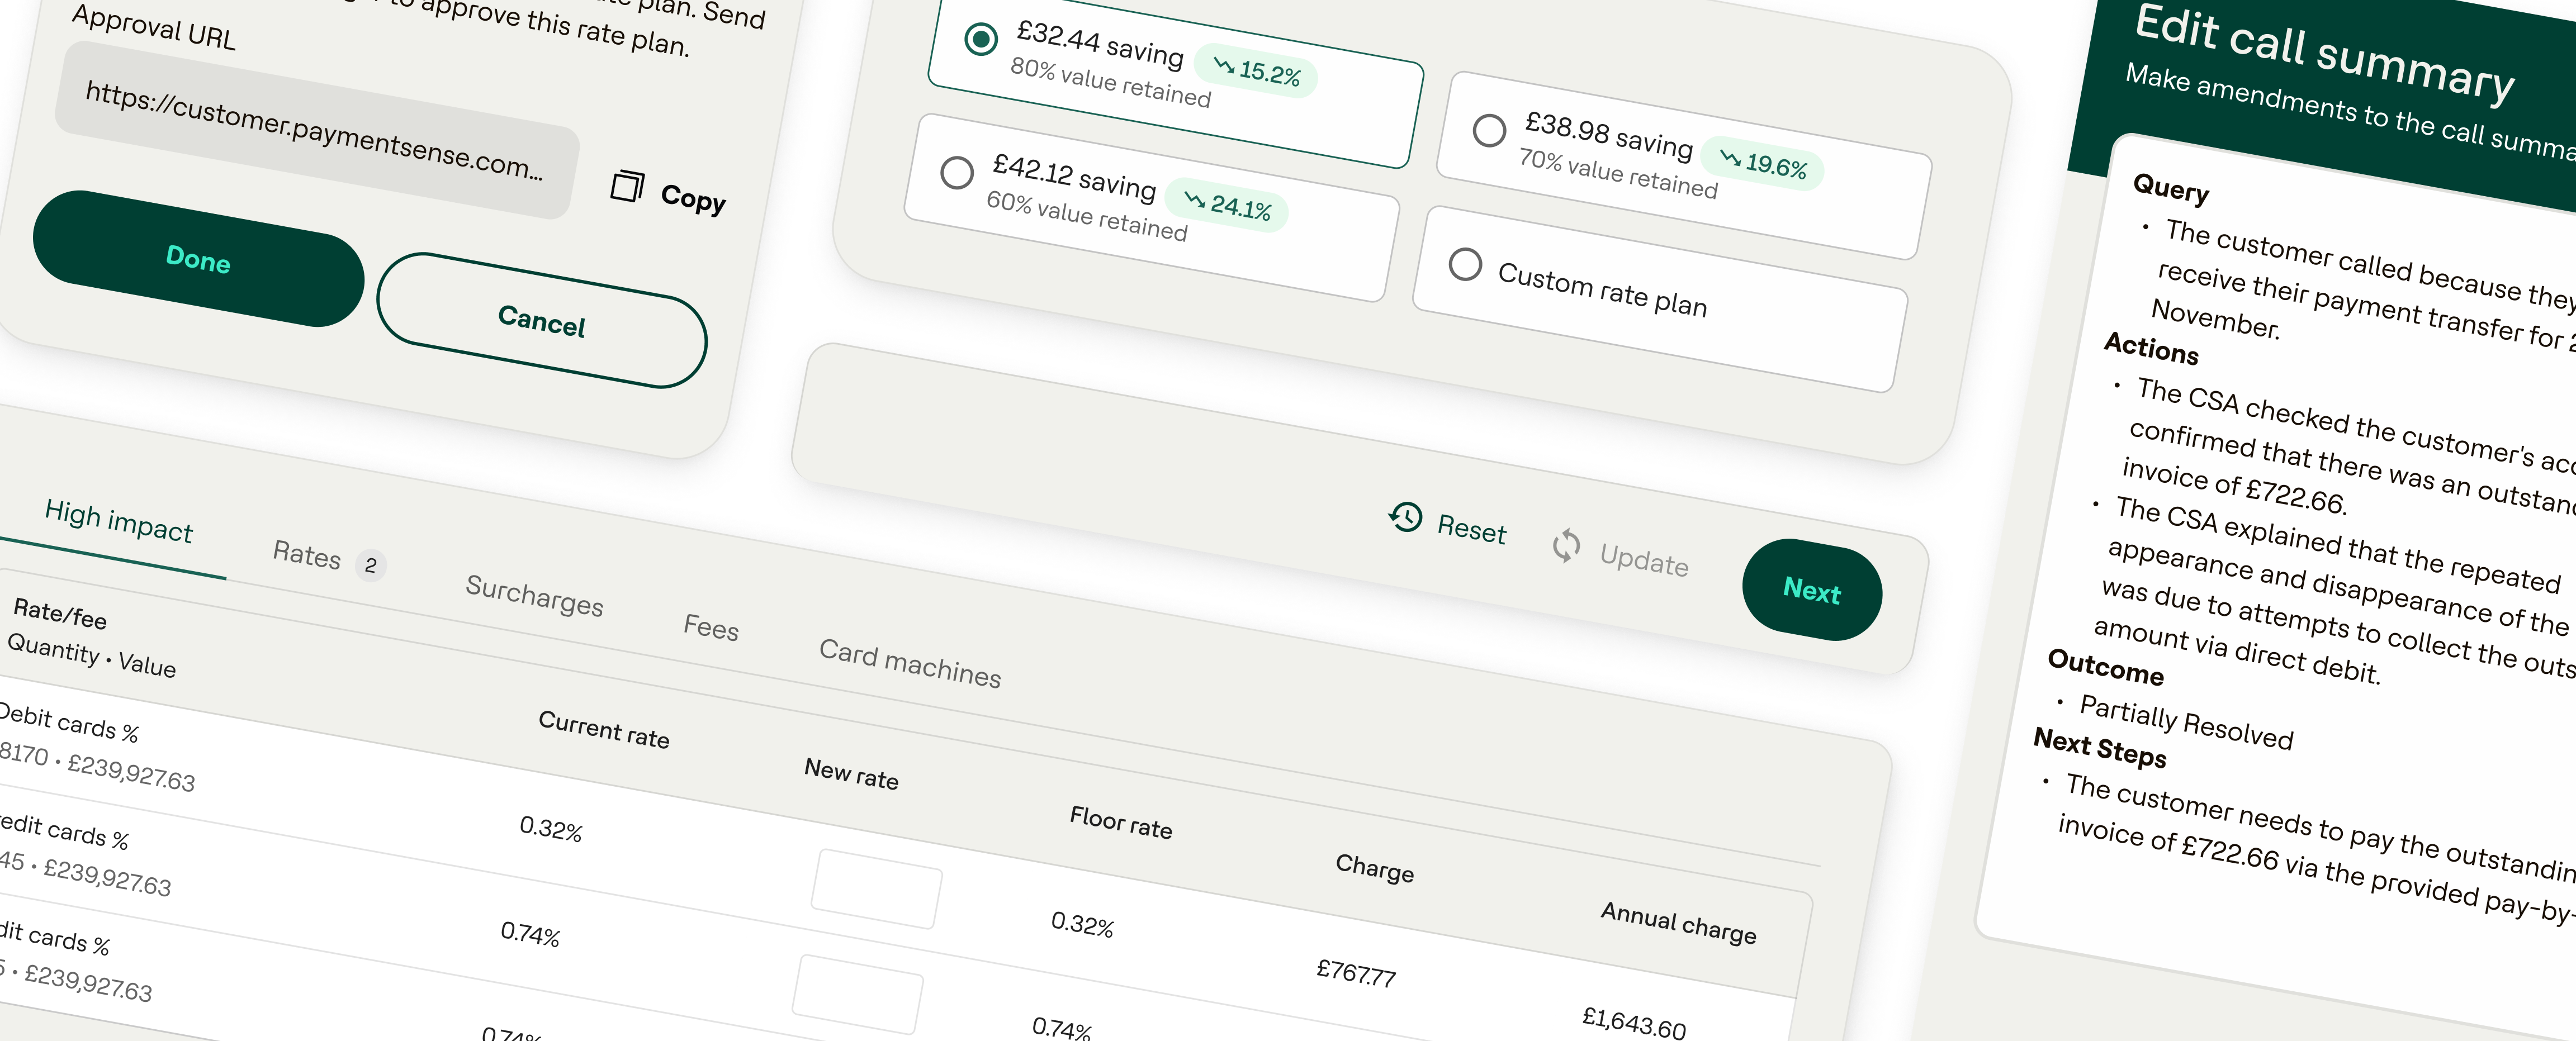 to approve this rate plan. Send
Approval URL
https://customer.paymentsense.com...
Copy
Done
Cancel
£32.44 saving
15.2%
80% value retained
£38.98 saving
19.6%
70% value retained
£42.12 saving
24.1%
60% value retained
Custom rate plan
Reset
Update
Next
High impact
Rates 2
Surcharges
Fees
Card machines
Rate/fee
Quantity • Value
Current rate
New rate
Floor rate
Charge
Annual charge
Debit cards %
8170 • £239,927.63
0.32%
0.32%
£767.77
£1,643.60
edit cards %
45 • £239,927.63
0.74%
0.74%
dit cards %
5 • £239,927.63
0.74%
Edit call summary
Make amendments to the call summa
Query
• The customer called because they
receive their payment transfer for 2
November.
Actions
• The CSA checked the customer's acc
confirmed that there was an outstand
invoice of £722.66.
• The CSA explained that the repeated
appearance and disappearance of the
was due to attempts to collect the outs
amount via direct debit.
Outcome
• Partially Resolved
Next Steps
• The customer needs to pay the outstandin
invoice of £722.66 via the provided pay-by-